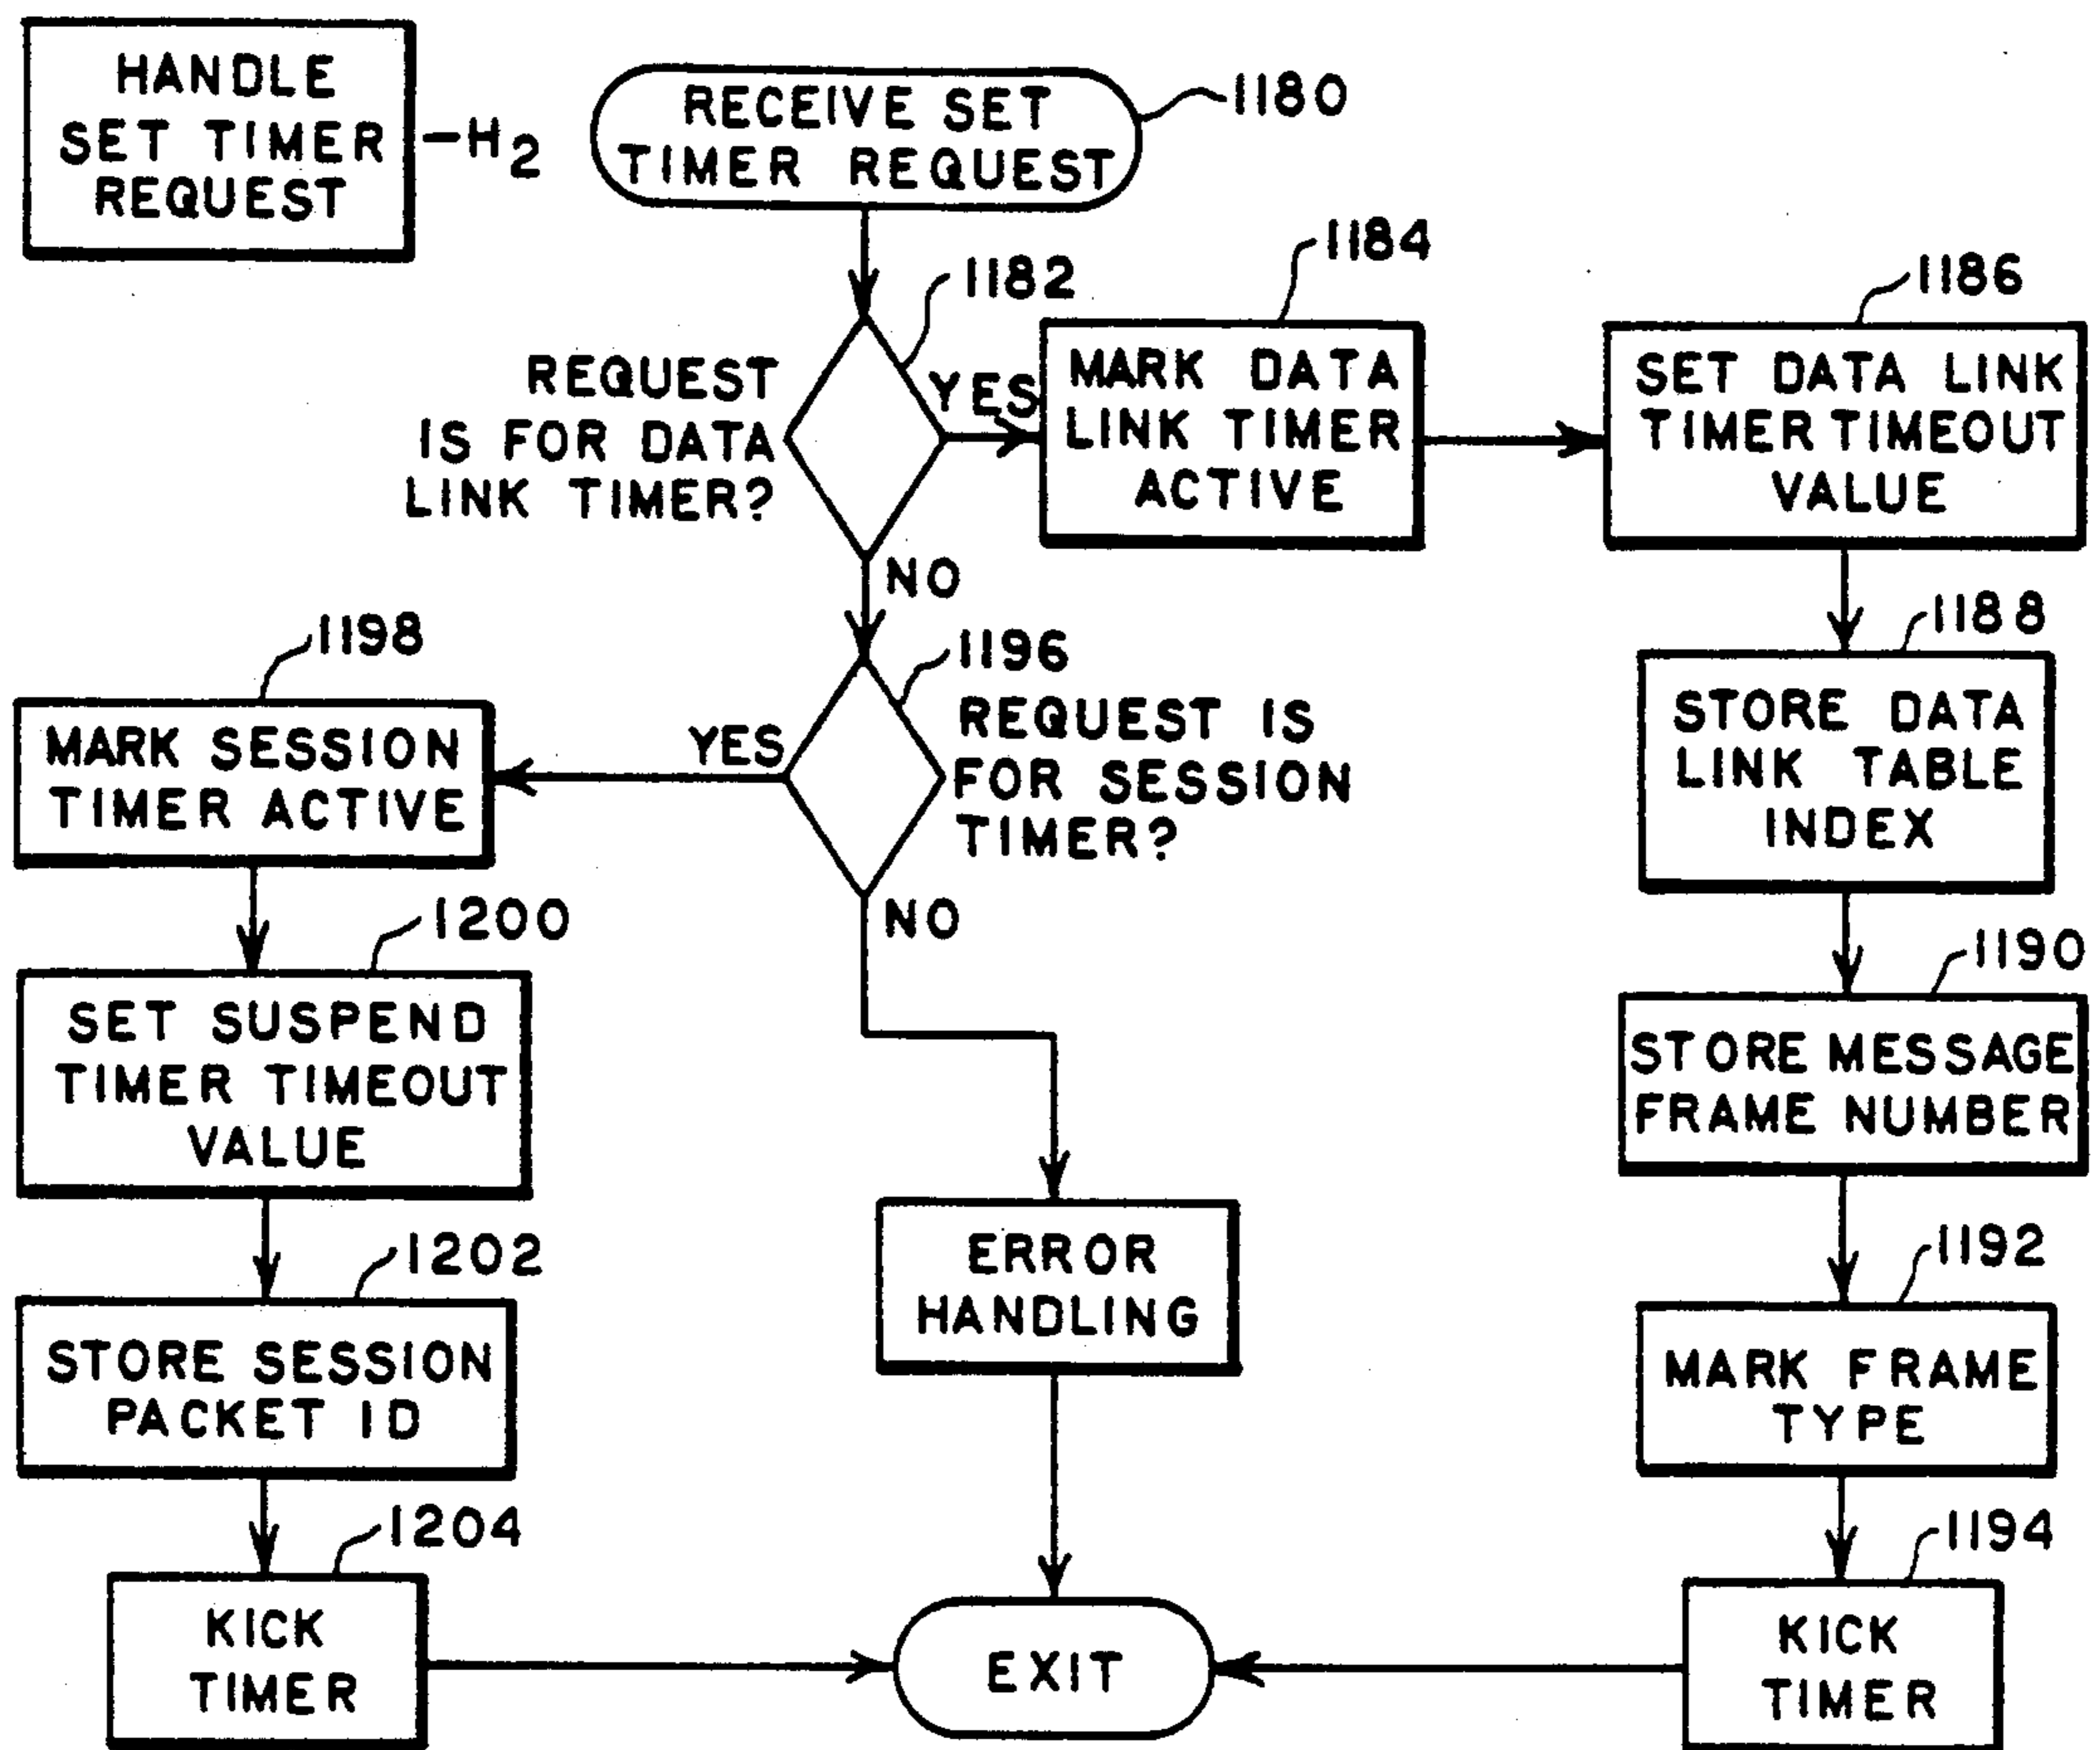 HANDLE
SET TIMER
REQUEST
-H2
RECEIVE SET
TIMER REQUEST
1180
1182
REQUEST
IS FOR DATA
LINK TIMER?
YES
NO
1184
MARK DATA
LINK TIMER
ACTIVE
1186
SET DATA LINK
TIMER TIMEOUT
VALUE
1188
STORE DATA
LINK TABLE
INDEX
1190
STORE MESSAGE
FRAME NUMBER
1192
MARK FRAME
TYPE
1194
KICK
TIMER
1196
REQUEST IS
FOR SESSION
TIMER?
YES
NO
1198
MARK SESSION
TIMER ACTIVE
1200
SET SUSPEND
TIMER TIMEOUT
VALUE
1202
STORE SESSION
PACKET ID
1204
KICK
TIMER
ERROR
HANDLING
EXIT